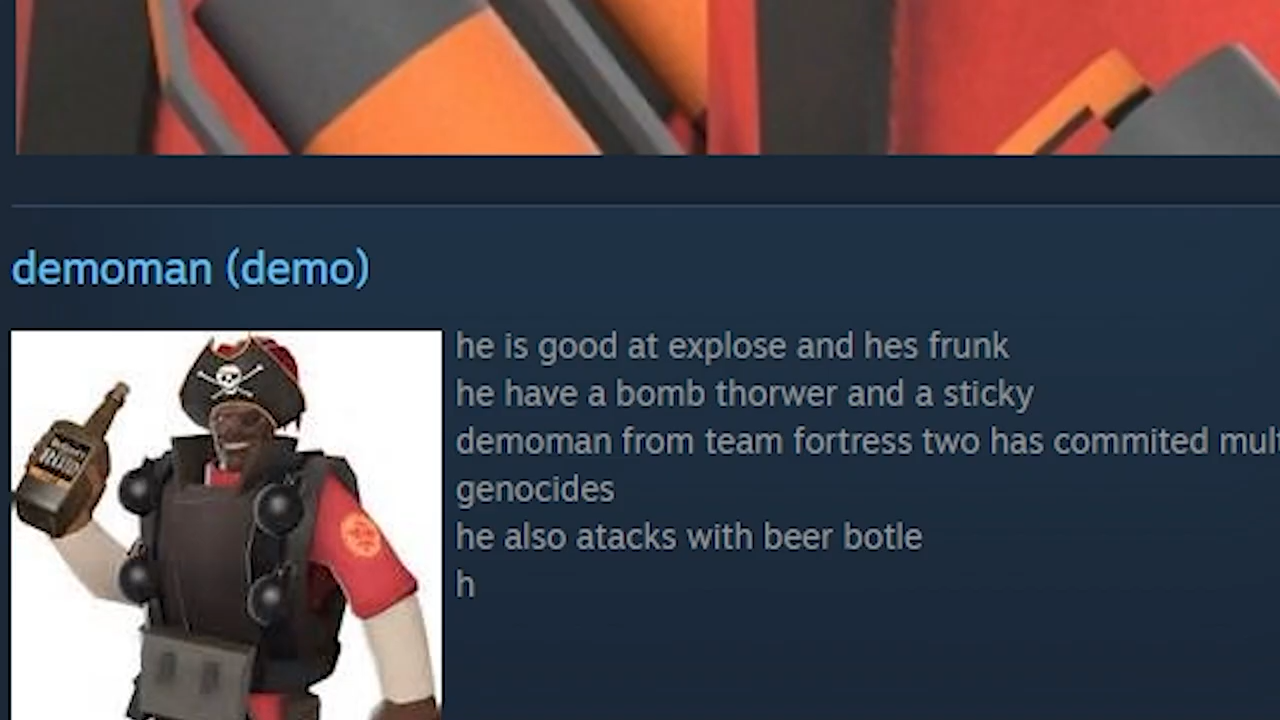 demoman (demo)
he is good at explose and hes frunk
he have a bomb thorwer and a sticky
demoman from team fortress two has commited
genocides
he also atacks with beer botle
h